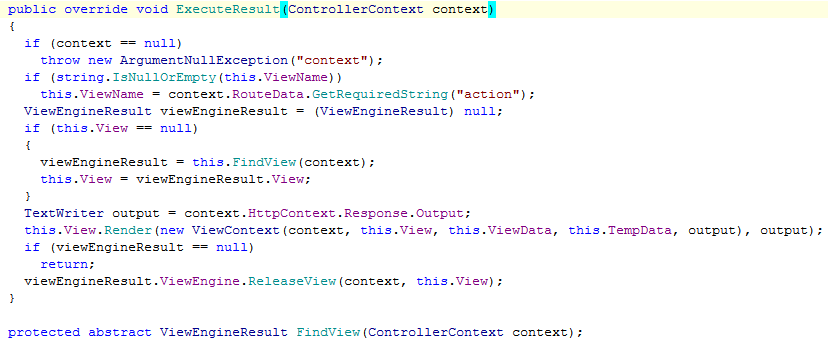 public override void ExecuteResult(ControllerContext context)
{
  if (context == null)
    throw new ArgumentNullException("context");
  if (string.IsNullOrEmpty(this.ViewName))
    this.ViewName = context.RouteData.GetRequiredString("action");
  ViewEngineResult viewEngineResult = (ViewEngineResult) null;
  if (this.View == null)
  {
    viewEngineResult = this.FindView(context);
    this.View = viewEngineResult.View;
  }
  TextWriter output = context.HttpContext.Response.Output;
  this.View.Render(new ViewContext(context, this.View, this.ViewData, this.TempData, output), output);
  if (viewEngineResult == null)
    return;
  viewEngineResult.ViewEngine.ReleaseView(context, this.View);
}

protected abstract ViewEngineResult FindView(ControllerContext context);